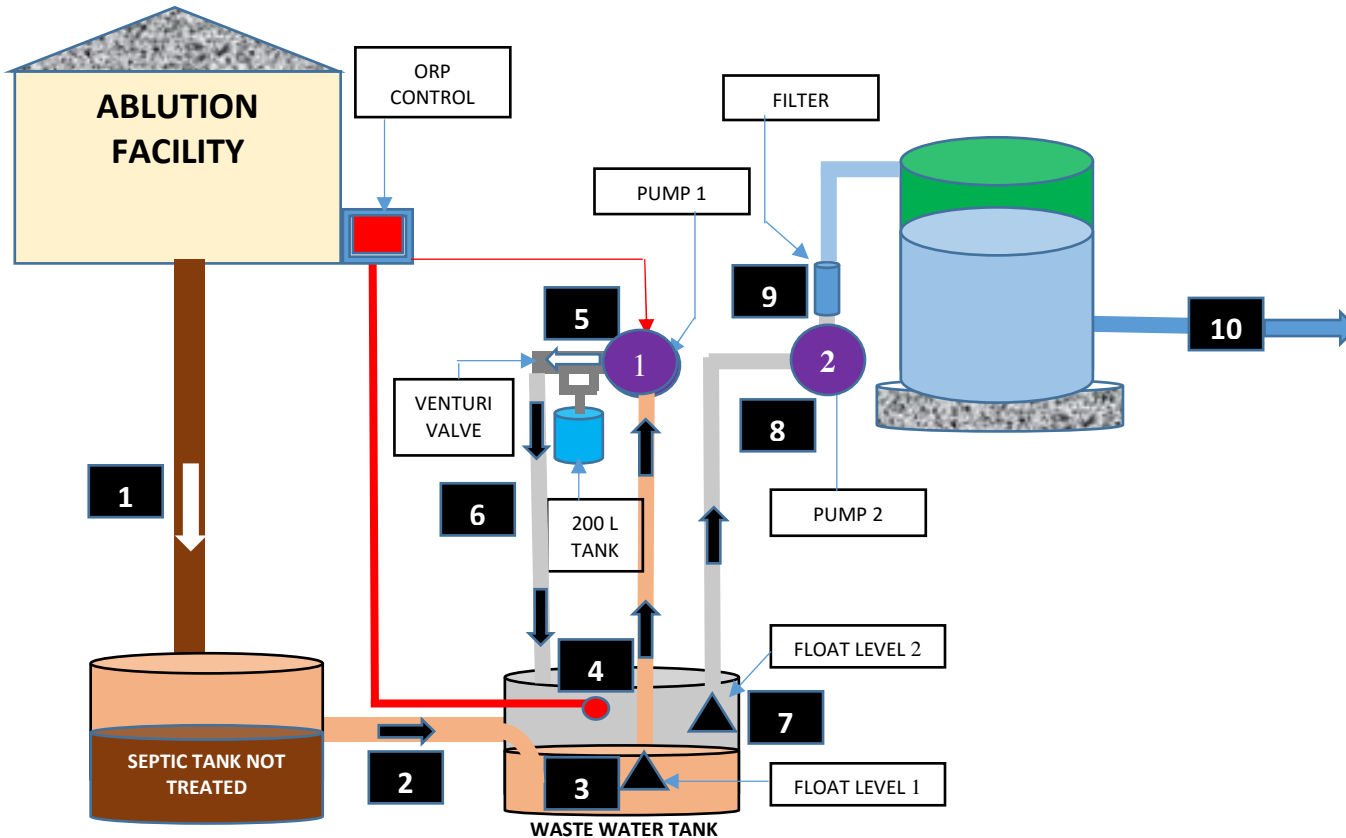 ABLUTION
FACILITY
ORP
CONTROL
FILTER
PUMP 1
9
5
10
1
2
VENTURI
VALVE
8
1
6
200 L
TANK
PUMP 2
FLOAT LEVEL 2
4
7
SEPTIC TANK NOT
TREATED
2
3
FLOAT LEVEL 1
WASTE WATER TANK